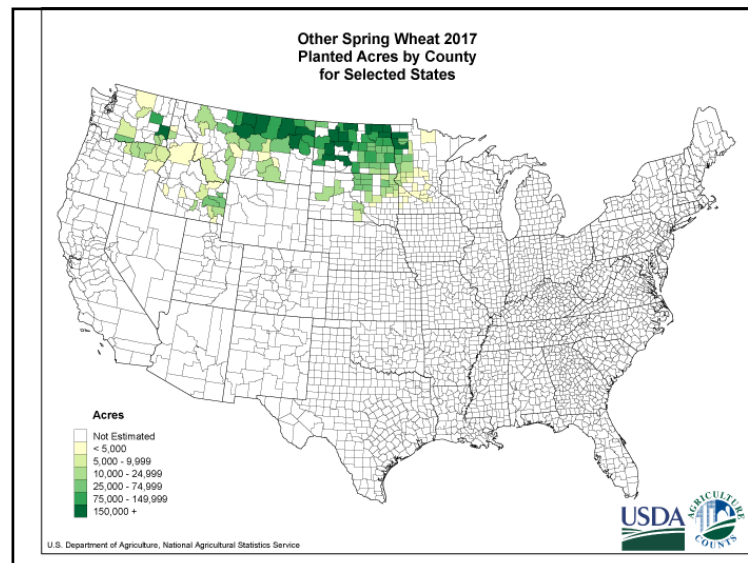 Other Spring Wheat 2017
Planted Acres by County
for Selected States
Acres
Not Estimated
< 5,000
5,000 - 9,999
10,000 - 24,999
25,000 - 74,999
75,000 - 149,999
150,000 +
U.S. Department of Agriculture, National Agricultural Statistics Service
USDA
AGRICULTURE
COUNTS